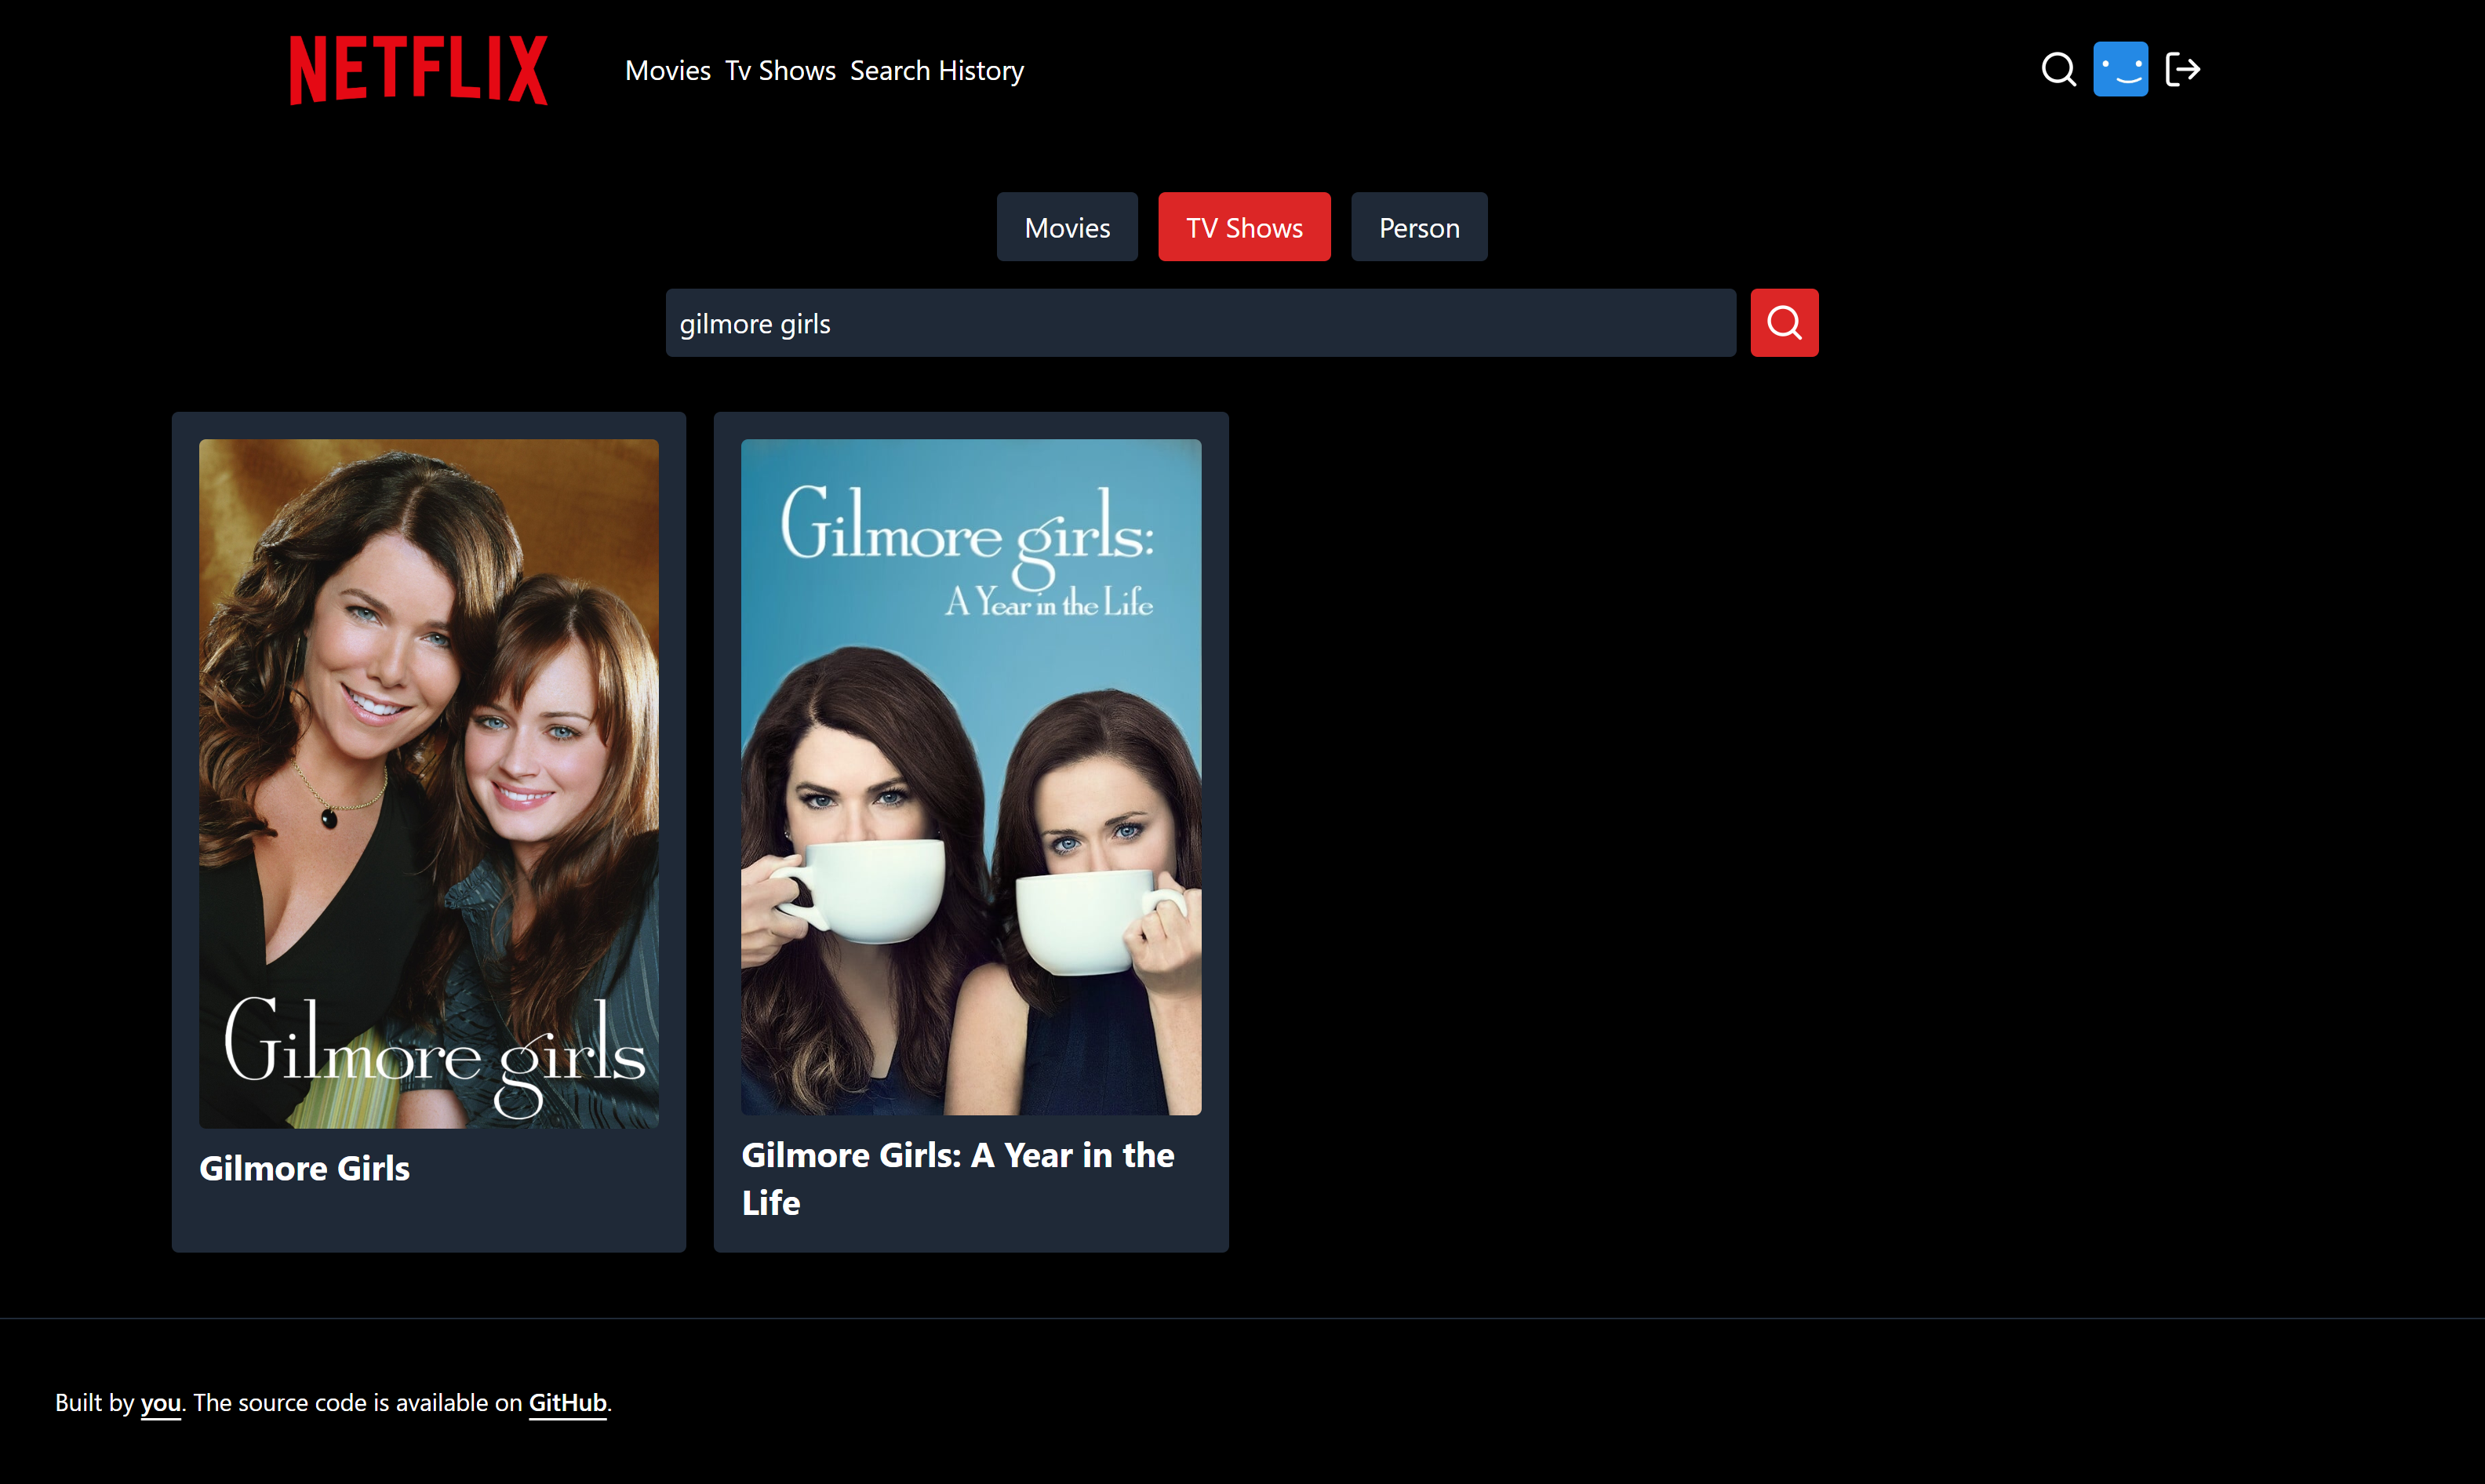 NETFLIX
Movies Tv Shows Search History
Movies TV Shows Person
gilmore girls
Gilmore girls
Gilmore Girls
Gilmore girls:
A Year in the Life
Gilmore Girls: A Year in the
Life
Built by you. The source code is available on GitHub.